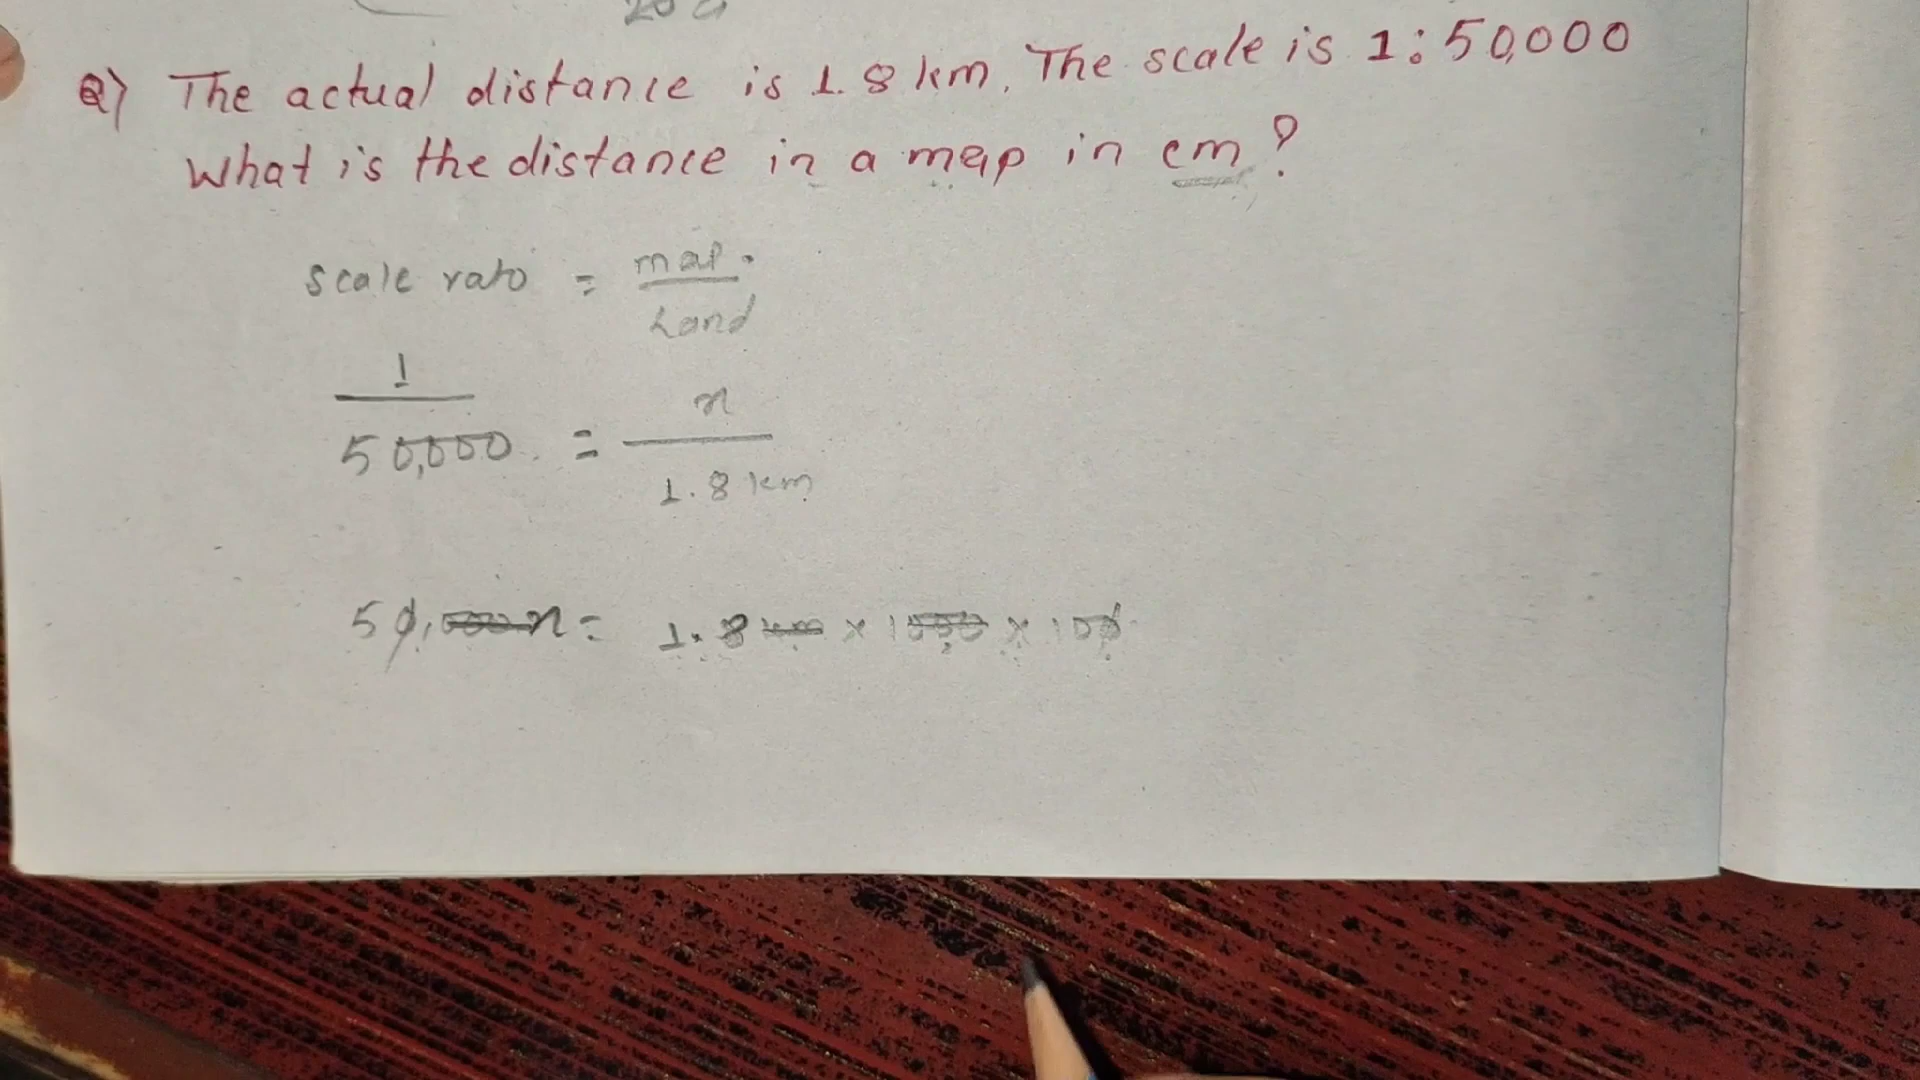 Q) The actual distance is 1.8 km. The scale is 1:50,000
What is the distance in a map in cm?
scale rato = map
Land
1
50,000 = x
1.8 km
50,000 x = 1.8 km x 1000 x 100